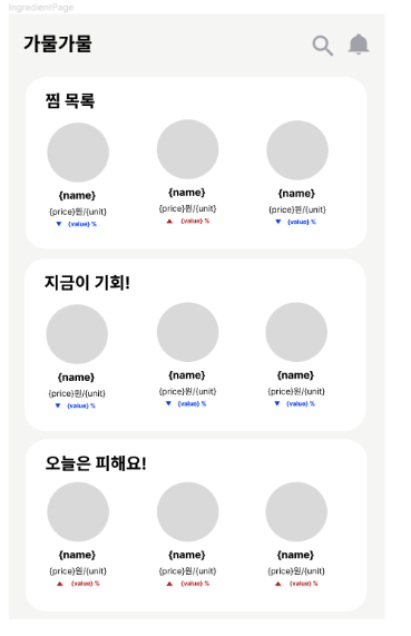 IngredientPage
가물가물
찜 목록
{name} {name} {name}
{price}원/{unit} {price}원/{unit} {price}원/{unit}
▼ {value} % ▲ {value} % ▼ {value} %
지금이 기회!
{name} {name} {name}
{price}원/{unit} {price}원/{unit} {price}원/{unit}
▼ {value} % ▼ {value} % ▼ {value} %
오늘은 피해요!
{name} {name} {name}
{price}원/{unit} {price}원/{unit} {price}원/{unit}
▲ {value} % ▲ {value} % ▲ {value} %